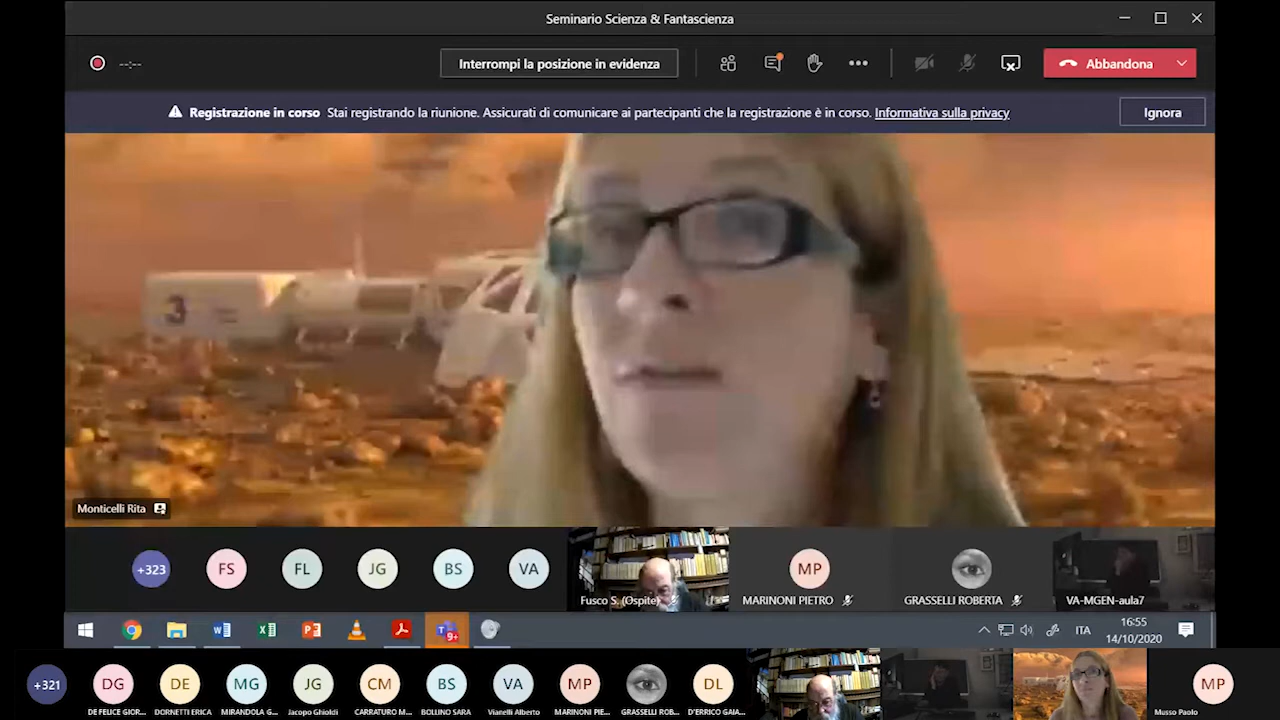 Seminario Scienza & Fantascienza
--:--
Interrompi la posizione in evidenza
Abbandona
Registrazione in corso Stai registrando la riunione. Assicurati di comunicare ai partecipanti che la registrazione è in corso. Informativa sulla privacy
Ignora
3
Monticelli Rita
+323
FS
FL
JG
BS
VA
Fusco S. (Ospite)
MP
MARINONI PIETRO
GRASSELLI ROBERTA
VA-MGEN-aula7
9+
ITA
16:55
14/10/2020
+321
DG
DE FELICE GIOR...
DE
DORNETTI ERICA
MG
MIRANDOLA G...
JG
Jacopo Ghioldi
CM
CARRATURO M...
BS
BOLLINO SARA
VA
Vianelli Alberto
MP
MARINONI PIE...
GRASSELLI ROB...
DL
D'ERRICO GAIA...
MP
Musso Paolo